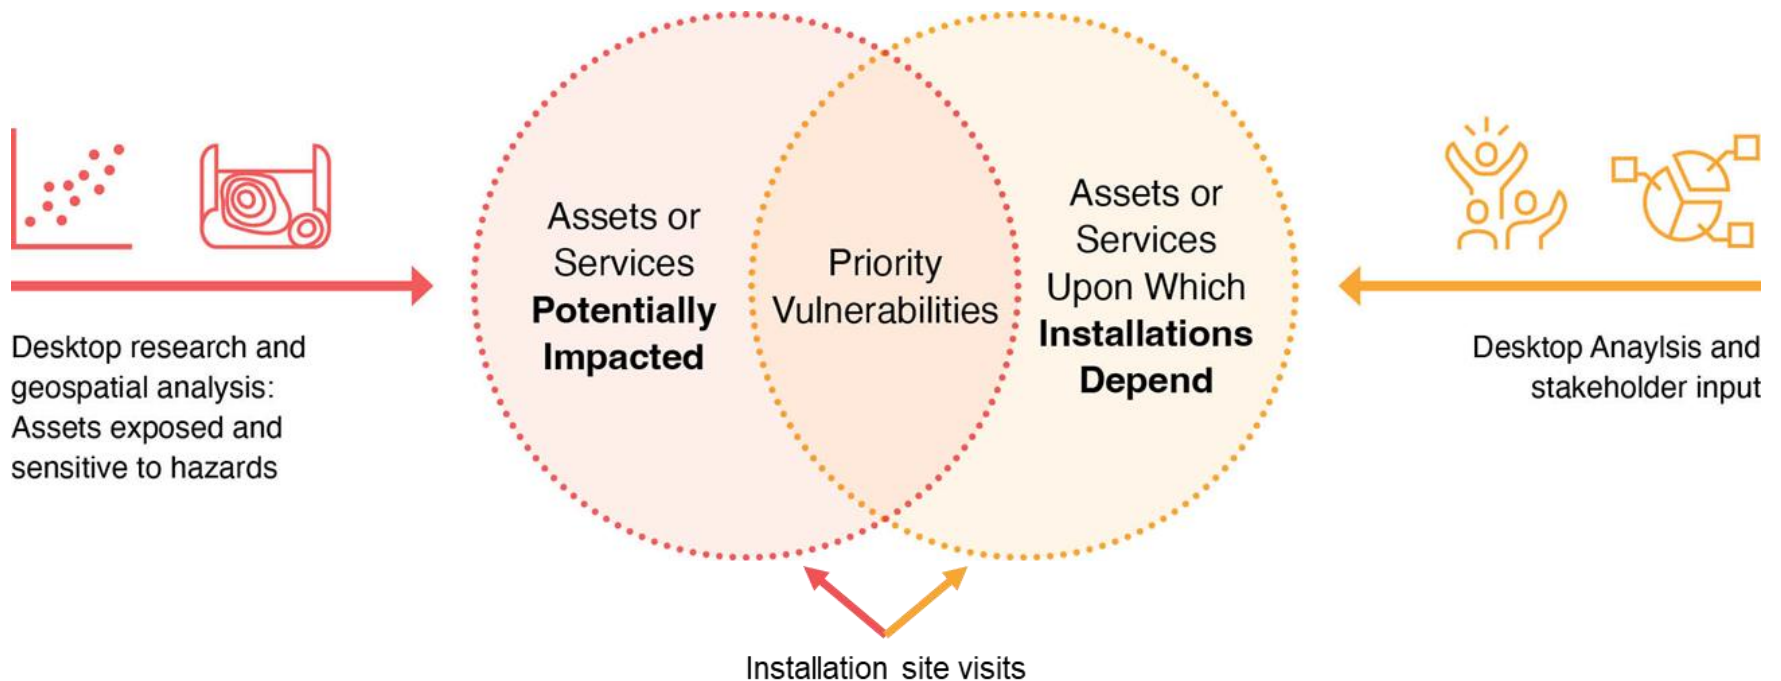 Desktop research and
geospatial analysis:
Assets exposed and
sensitive to hazards
Assets or
Services
Potentially
Impacted
Priority
Vulnerabilities
Assets or
Services
Upon Which
Installations
Depend
Desktop Anaylsis and
stakeholder input
Installation site visits